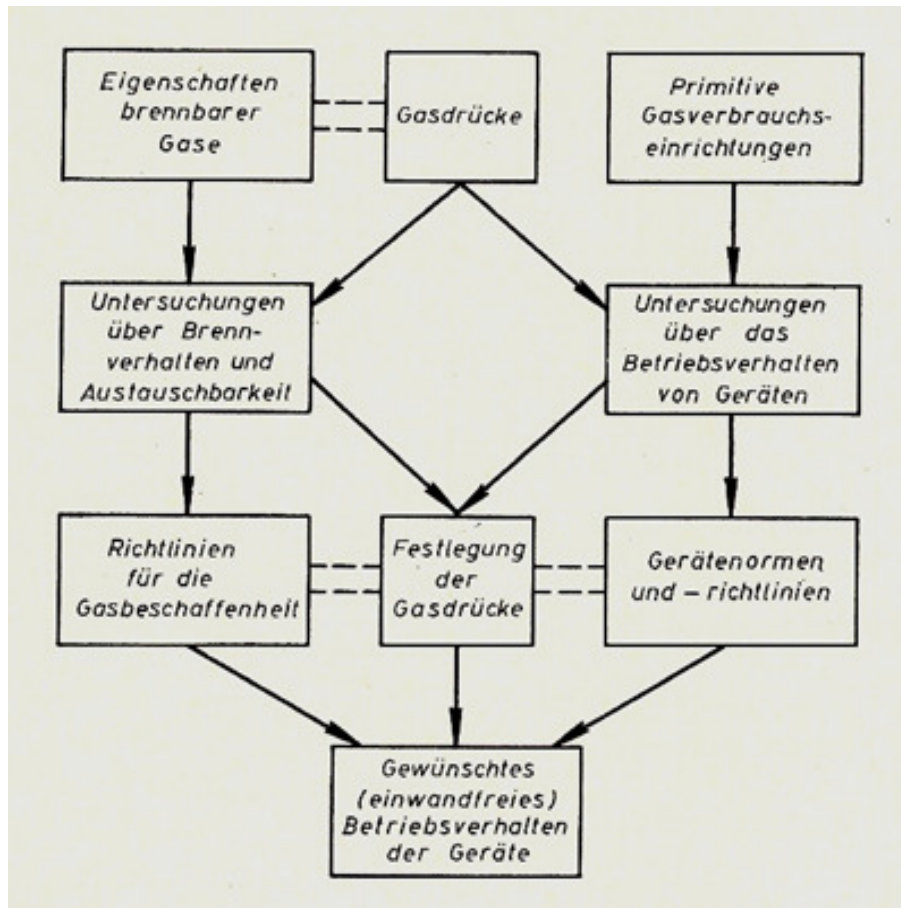 Eigenschaften
brennbarer
Gase
Gasdrücke
Primitive
Gasverbrauchs-
einrichtungen
Untersuchungen
über Brenn-
verhalten und
Austauschbarkeit
Untersuchungen
über das
Betriebsverhalten
von Geräten
Richtlinien
für die
Gasbeschaffenheit
Festlegung
der
Gasdrücke
Gerätenormen
und – richtlinien
Gewünschtes
(einwandfreies)
Betriebsverhalten
der Geräte